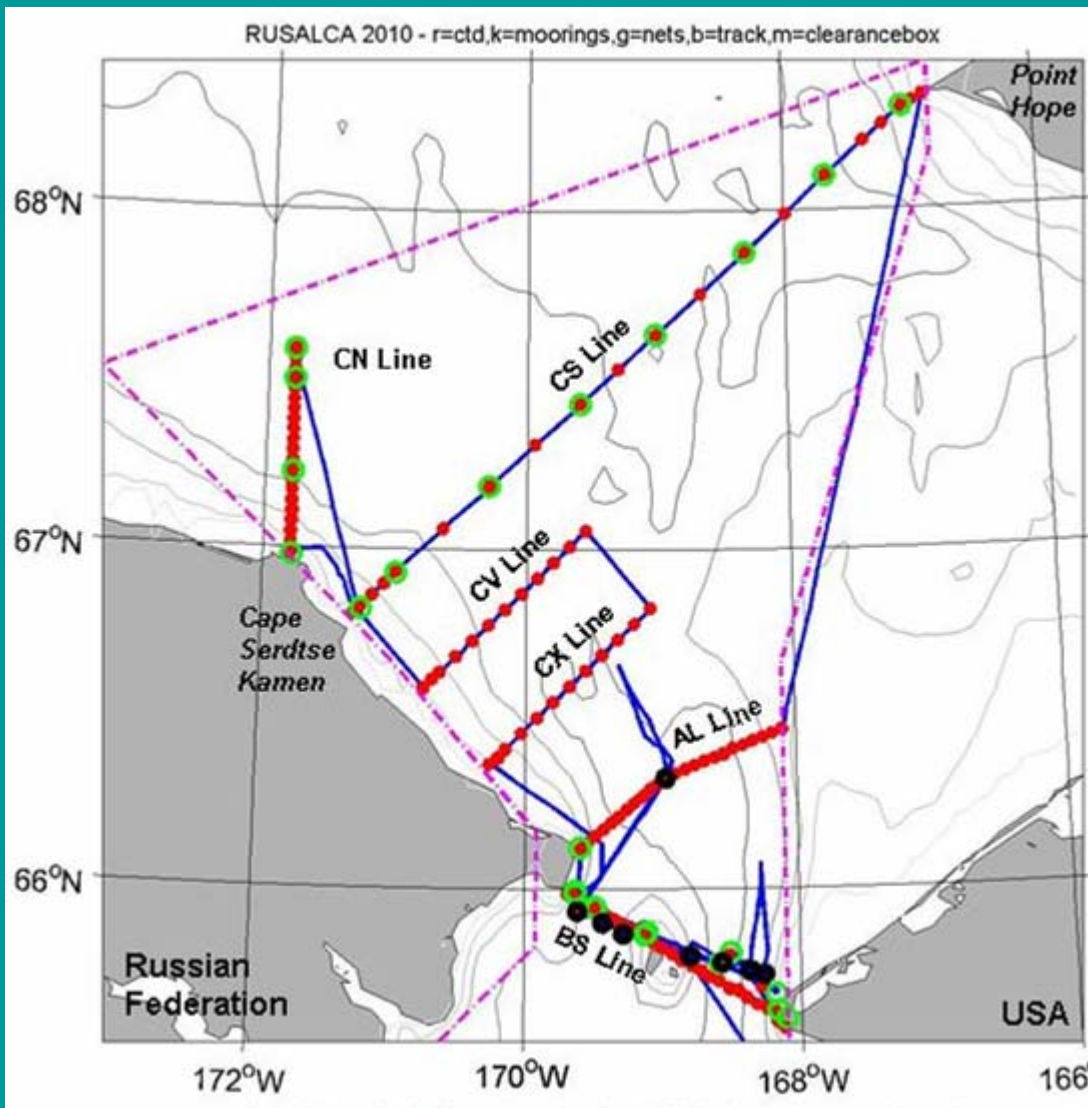 RUSALCA 2010 - r=ctd,k=moorings,g=nets,b=track,m=clearancebox
Point
Hope
68°N
CN Line
CS Line
67°N
CV Line
CX Line
Cape
Serdtse
Kamen
AL Line
66°N
BS Line
Russian
Federation
USA
172°W
170°W
168°W
166